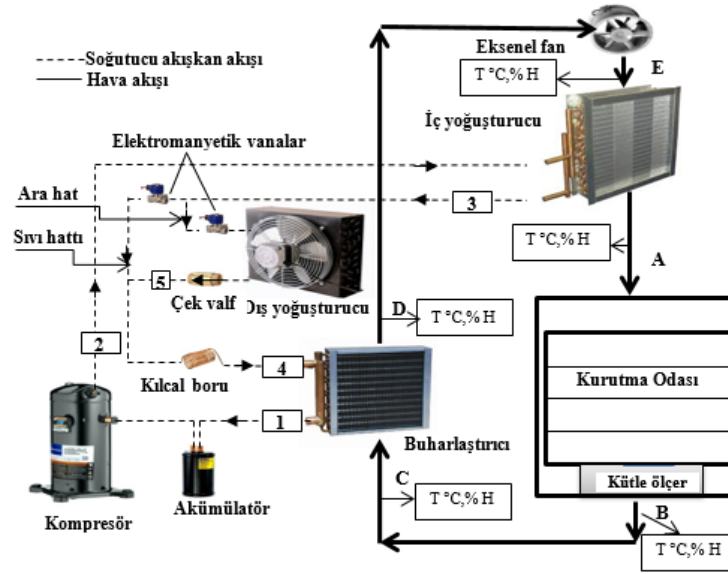 Soğutucu akışkan akışı
Hava akışı
Eksenel fan
T °C,% H
E
İç yoğuşturucu
Elektromanyetik vanalar
Ara hat
3
Sıvı hattı
T °C,% H
A
5
Çek valf
Dış yoğuşturucu
D
T °C,% H
2
4
Kılcal boru
Kurutma Odası
1
Buharlaştırıcı
Kütle ölçer
C
T °C,% H
B
Kompresör
Akümülatör
T °C,% H